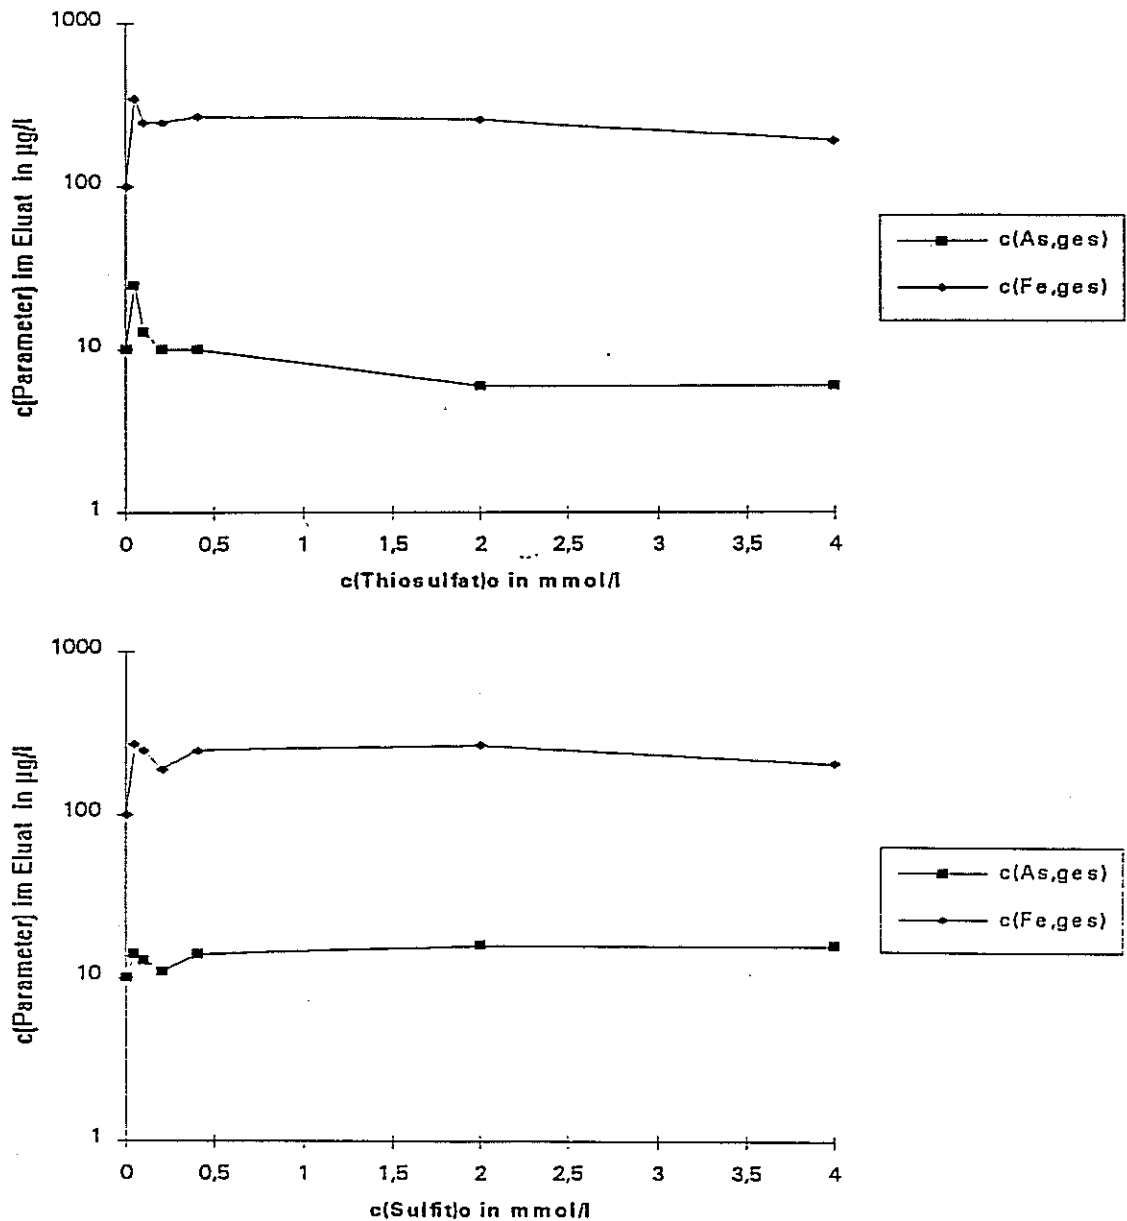 1000
100
10
1
c(Parameter) im Eluat in µg/l
0 0,5 1 1,5 2 2,5 3 3,5 4
c(Thiosulfat)o in mmol/l
c(As,ges)
c(Fe,ges)
1000
100
10
1
c(Parameter) im Eluat in µg/l
0 0,5 1 1,5 2 2,5 3 3,5 4
c(Sulfit)o in mmol/l
c(As,ges)
c(Fe,ges)